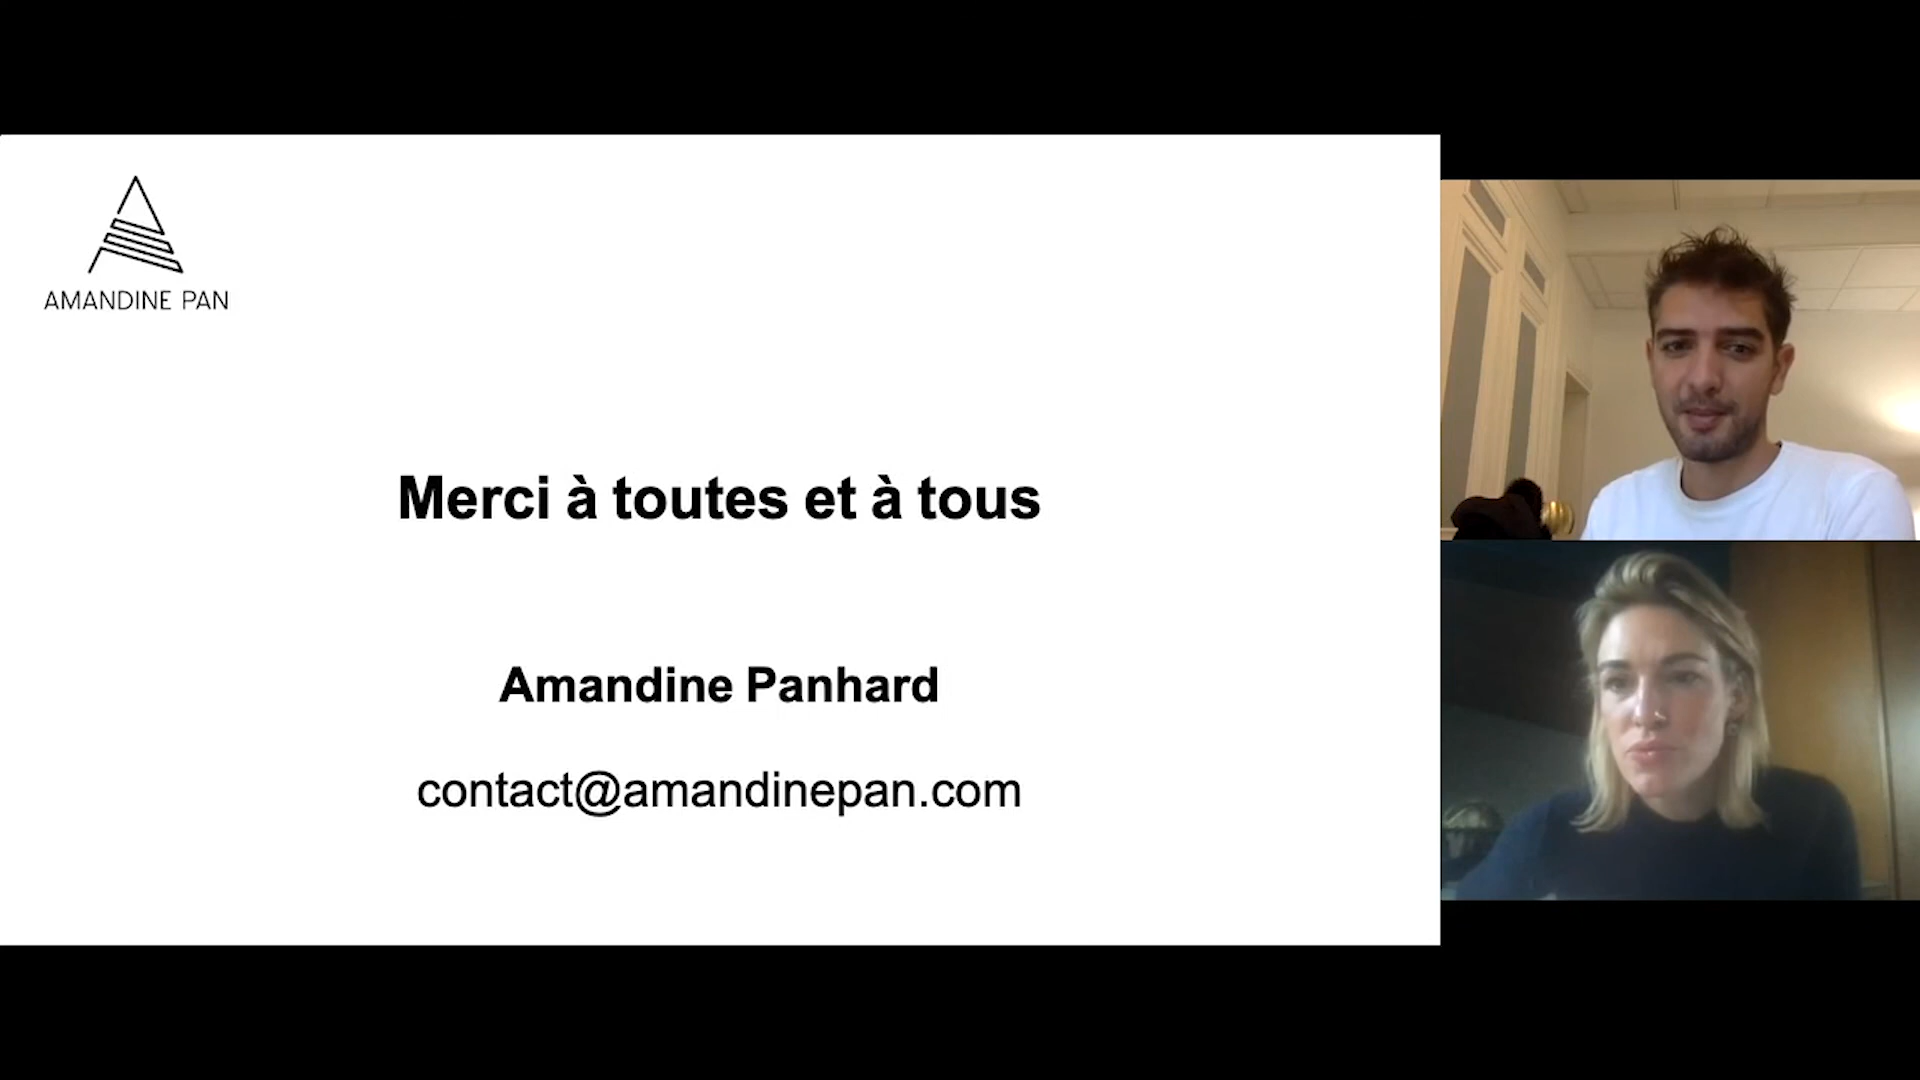 AMANDINE PAN
Merci à toutes et à tous
Amandine Panhard
contact@amandinepan.com